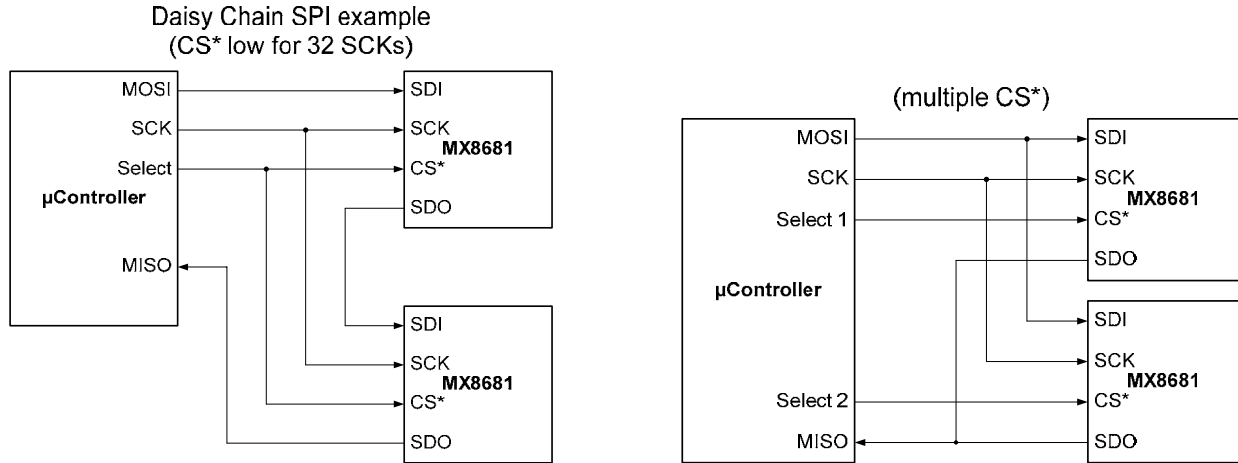 Daisy Chain SPI example
(CS* low for 32 SCKs)
MOSI
SCK
Select
µController
MISO
SDI
SCK
MX8681
CS*
SDO
SDI
SCK
MX8681
CS*
SDO
(multiple CS*)
MOSI
SCK
Select 1
µController
Select 2
MISO
SDI
SCK
MX8681
CS*
SDO
SDI
SCK
MX8681
CS*
SDO